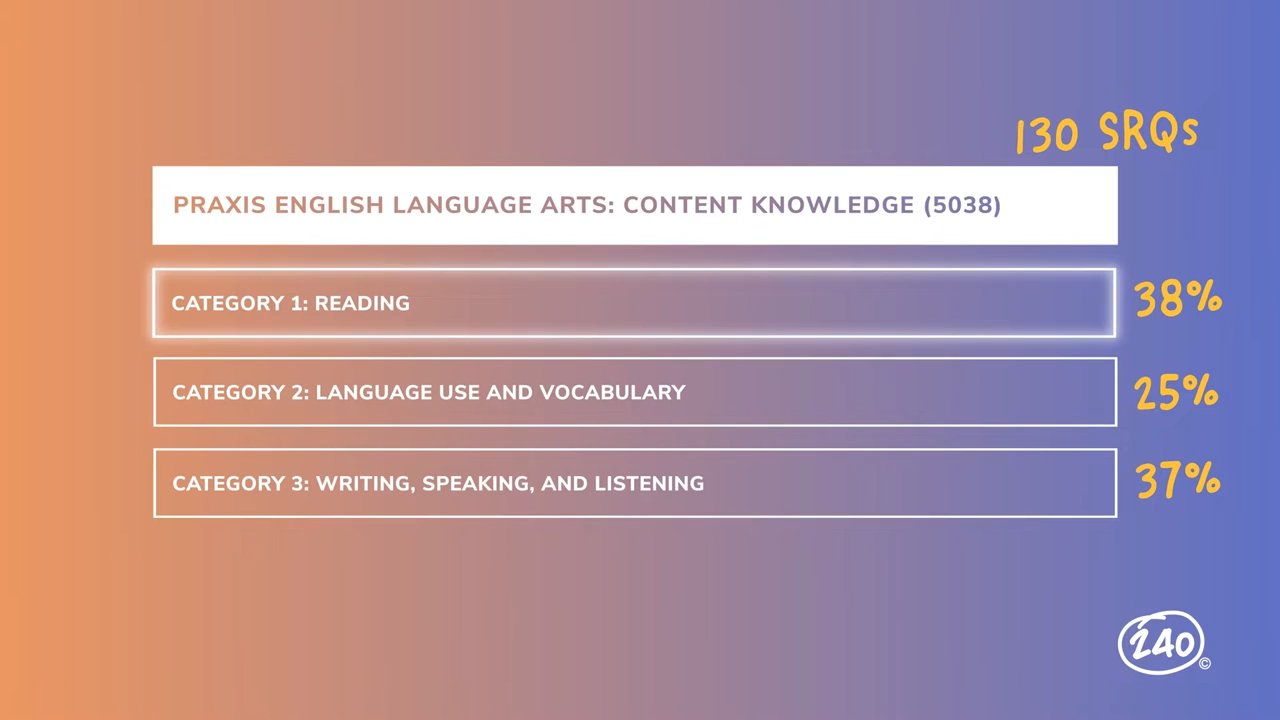 130 SRQs
PRAXIS ENGLISH LANGUAGE ARTS: CONTENT KNOWLEDGE (5038)
CATEGORY 1: READING
38%
CATEGORY 2: LANGUAGE USE AND VOCABULARY
25%
CATEGORY 3: WRITING, SPEAKING, AND LISTENING
37%
240
©